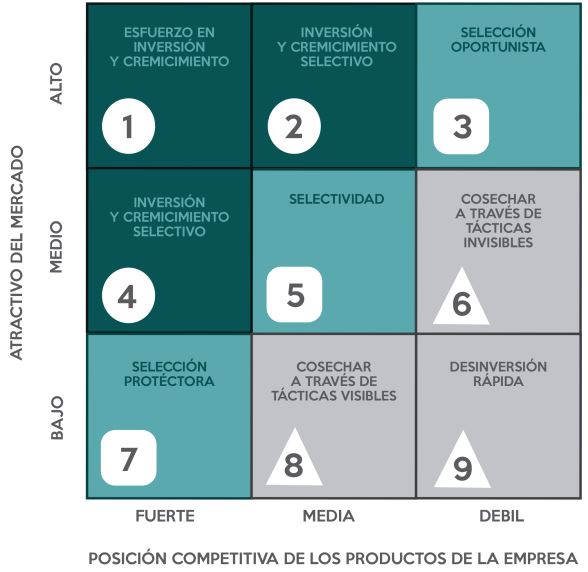 ATRACTIVO DEL MERCADO
ALTO
ESFUERZO EN
INVERSIÓN
Y CREMICIMIENTO
1
INVERSIÓN
Y CREMICIMIENTO
SELECTIVO
2
SELECCIÓN
OPORTUNISTA
3
MEDIO
INVERSIÓN
Y CREMICIMIENTO
SELECTIVO
4
SELECTIVIDAD
5
COSECHAR
A TRAVÉS DE
TÁCTICAS
INVISIBLES
6
BAJO
SELECCIÓN
PROTÉCTORA
7
COSECHAR
A TRAVÉS DE
TÁCTICAS VISIBLES
8
DESINVERSIÓN
RÁPIDA
9
FUERTE
MEDIA
DEBIL
POSICIÓN COMPETITIVA DE LOS PRODUCTOS DE LA EMPRESA